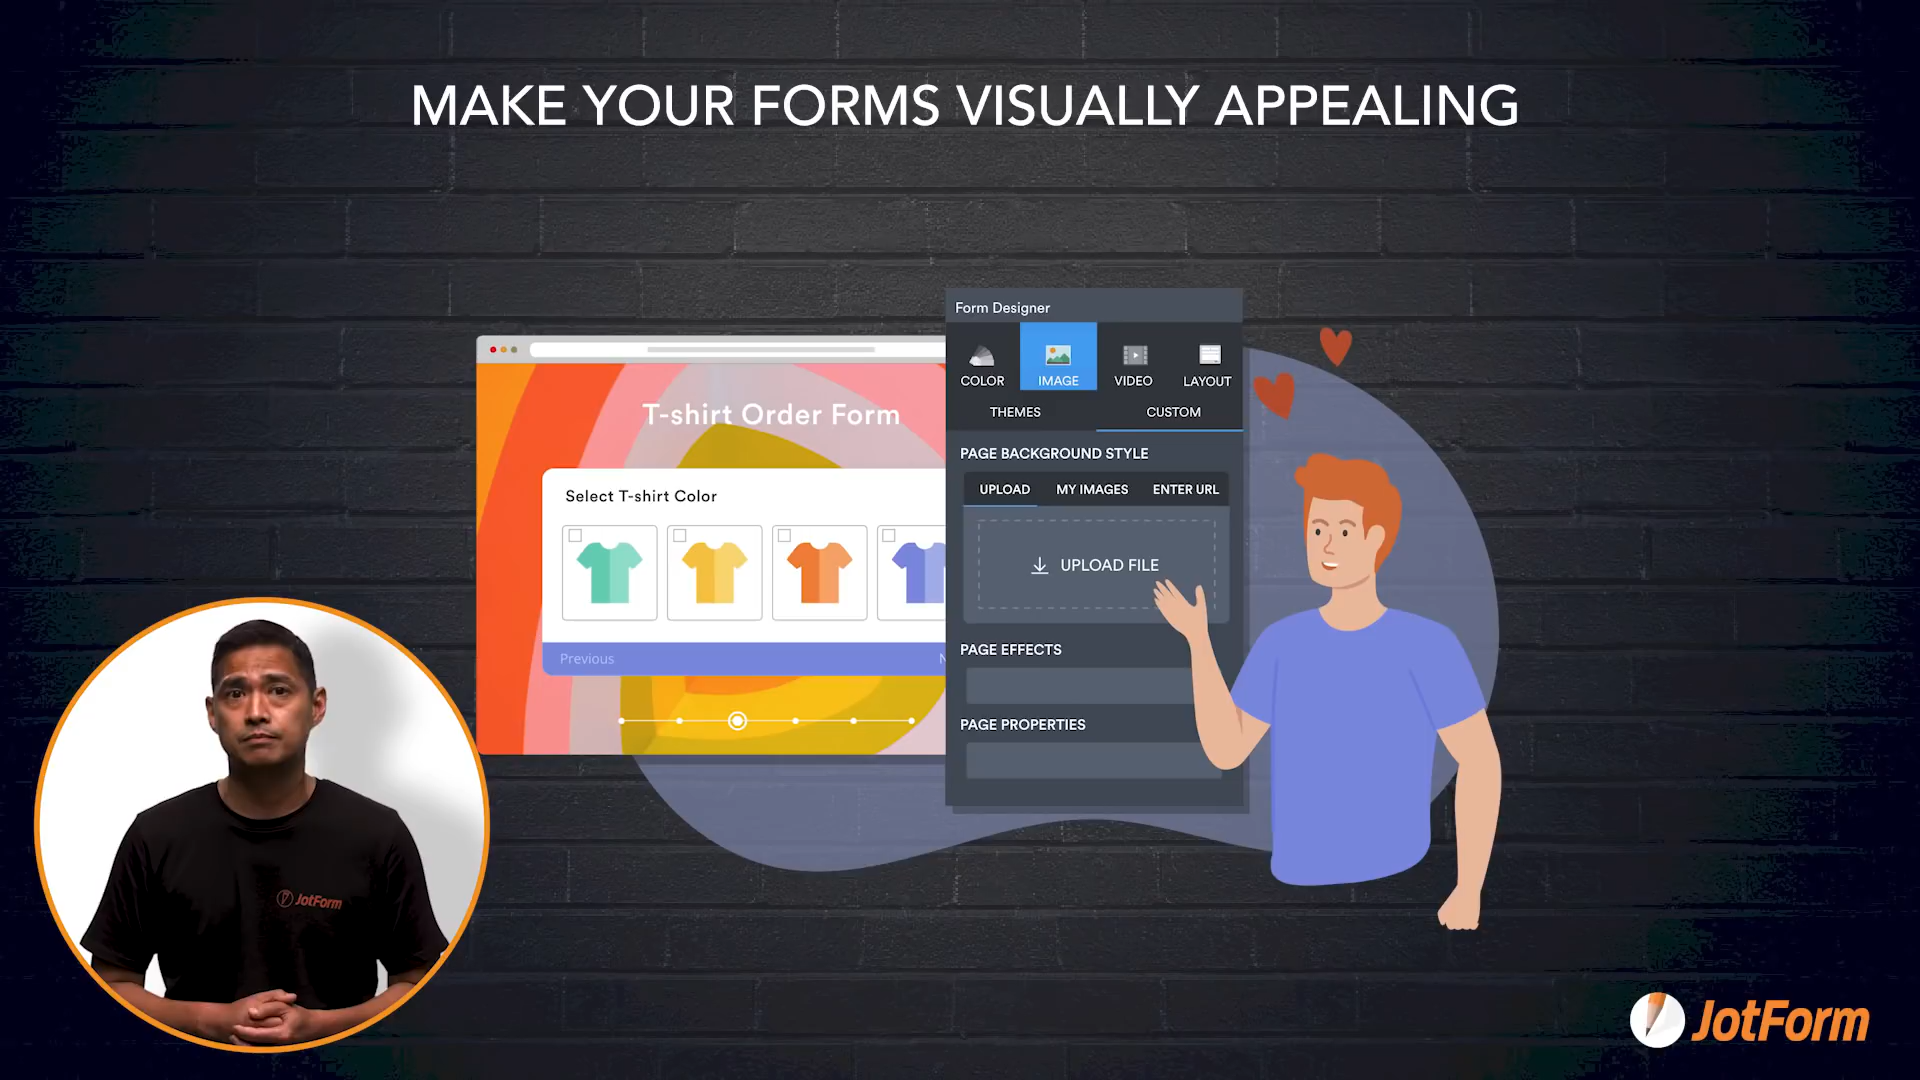 MAKE YOUR FORMS VISUALLY APPEALING
Form Designer
COLOR
IMAGE
VIDEO
LAYOUT
THEMES
CUSTOM
T-shirt Order Form
PAGE BACKGROUND STYLE
UPLOAD
MY IMAGES
ENTER URL
Select T-shirt Color
UPLOAD FILE
Previous
PAGE EFFECTS
PAGE PROPERTIES
JotForm
JotForm